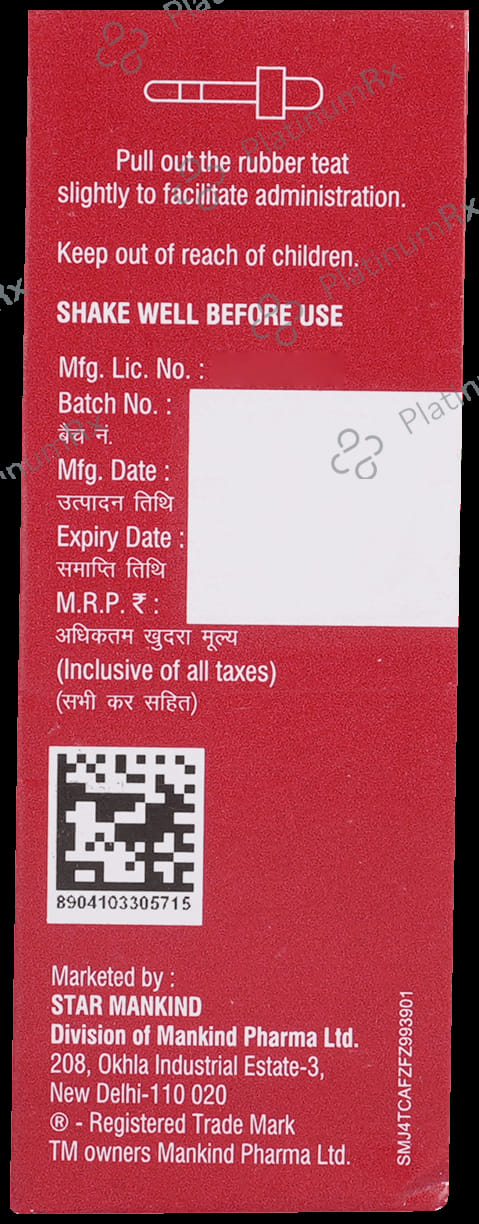 Pull out the rubber teat
slightly to facilitate administration.
Keep out of reach of children.
SHAKE WELL BEFORE USE
Mfg. Lic. No. :
Batch No. :
बैच नं.
Mfg. Date :
उत्पादन तिथि
Expiry Date :
समाप्ति तिथि
M.R.P. ₹ :
अधिकतम खुदरा मूल्य
(Inclusive of all taxes)
(सभी कर सहित)
8904103305715
Marketed by :
STAR MANKIND
Division of Mankind Pharma Ltd.
208, Okhla Industrial Estate-3,
New Delhi-110 020
® - Registered Trade Mark
TM owners Mankind Pharma Ltd.
SMJ4TCAFZFZ993901
PlatinumRx
PlatinumRx
PlatinumRx